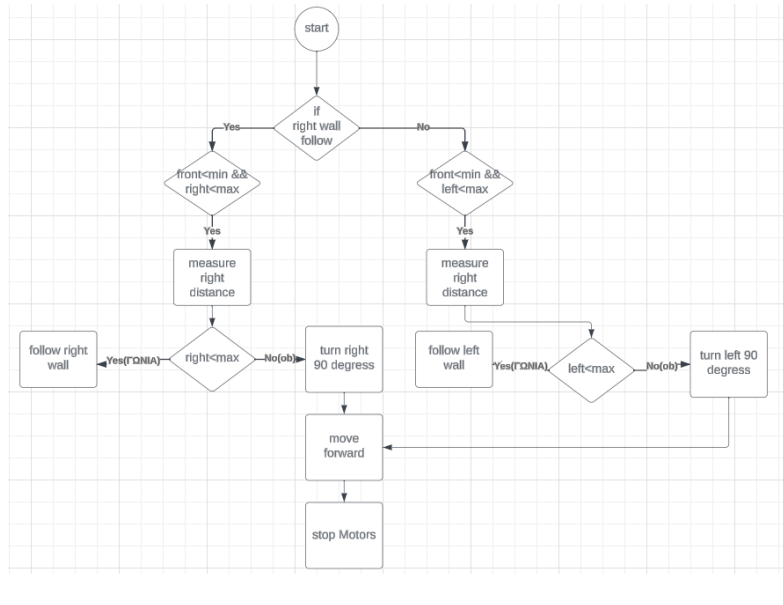 start
if
right wall
follow
Yes
No
front<min &&
right<max
front<min &&
left<max
Yes
Yes
measure
right
distance
measure
right
distance
follow right
wall
Yes(ΓΩΝΙΑ)
right<max
No(ob)
turn right
90 degress
follow left
wall
Yes(ΓΩΝΙΑ)
left<max
No(ob)
turn left 90
degress
move
forward
stop Motors